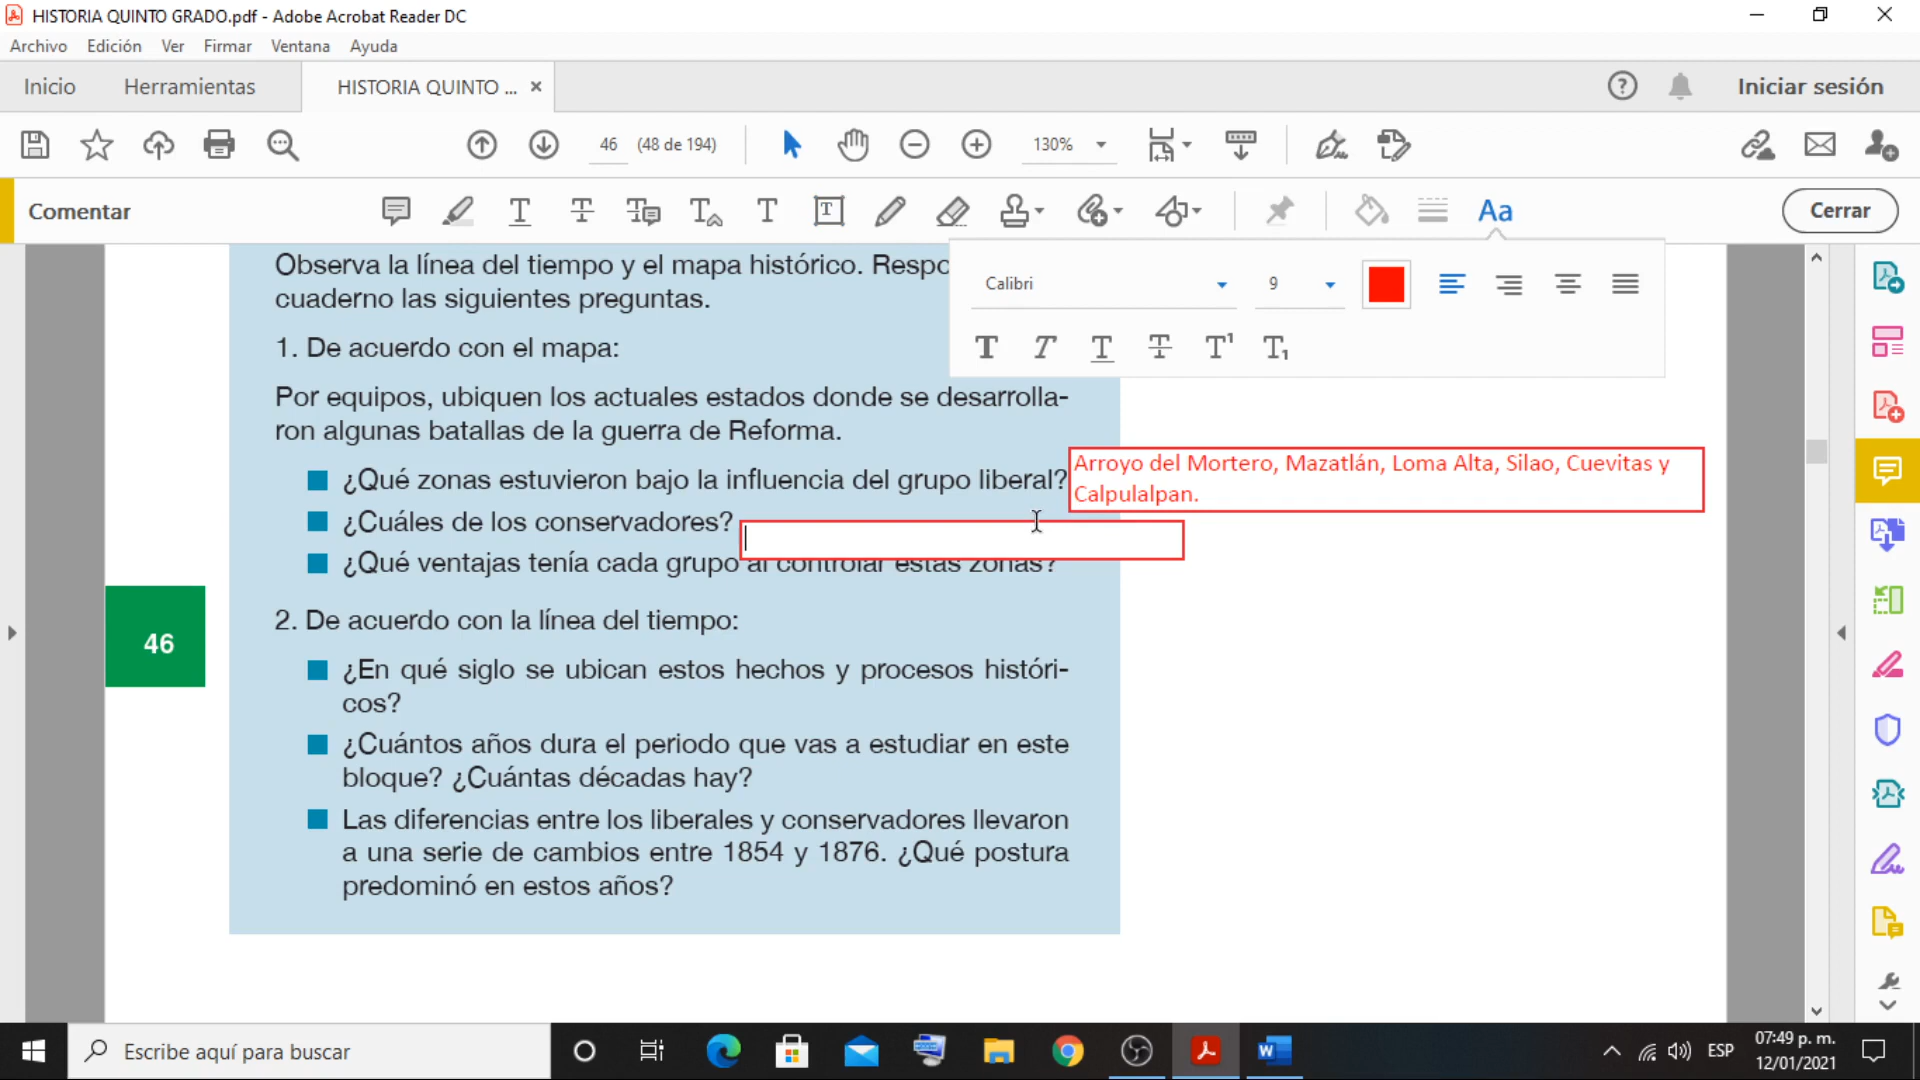 HISTORIA QUINTO GRADO.pdf - Adobe Acrobat Reader DC
Archivo Edición Ver Firmar Ventana Ayuda
Inicio Herramientas HISTORIA QUINTO ... × Iniciar sesión
46 (48 de 194) 130%
Comentar Cerrar
Calibri 9
Observa la línea del tiempo y el mapa histórico. Respo
cuaderno las siguientes preguntas.
1. De acuerdo con el mapa:
Por equipos, ubiquen los actuales estados donde se desarrolla-
ron algunas batallas de la guerra de Reforma.
¿Qué zonas estuvieron bajo la influencia del grupo liberal?
Arroyo del Mortero, Mazatlán, Loma Alta, Silao, Cuevitas y
Calpulalpan.
¿Cuáles de los conservadores?
¿Qué ventajas tenía cada grupo al controlar estas zonas?
2. De acuerdo con la línea del tiempo:
46
¿En qué siglo se ubican estos hechos y procesos históri-
cos?
¿Cuántos años dura el periodo que vas a estudiar en este
bloque? ¿Cuántas décadas hay?
Las diferencias entre los liberales y conservadores llevaron
a una serie de cambios entre 1854 y 1876. ¿Qué postura
predominó en estos años?
Escribe aquí para buscar
ESP
07:49 p. m.
12/01/2021